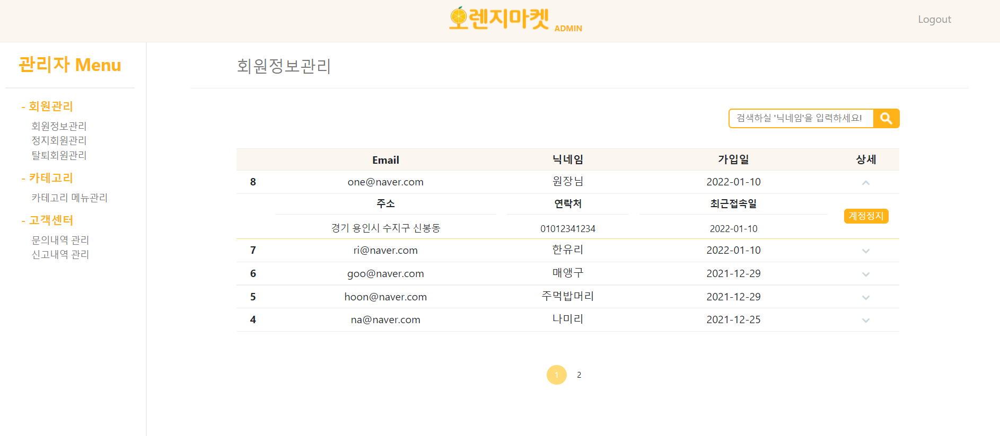 오렌지마켓 ADMIN
Logout
관리자 Menu
- 회원관리
회원정보관리
정지회원관리
탈퇴회원관리
- 카테고리
카테고리 메뉴관리
- 고객센터
문의내역 관리
신고내역 관리
회원정보관리
검색하실 '닉네임'을 입력하세요!
Email 닉네임 가입일 상세
8 one@naver.com 원장님 2022-01-10
주소 연락처 최근접속일
계정정지
경기 용인시 수지구 신봉동 01012341234 2022-01-10
7 ri@naver.com 한유리 2022-01-10
6 goo@naver.com 매앵구 2021-12-29
5 hoon@naver.com 주먹밥머리 2021-12-29
4 na@naver.com 나미리 2021-12-25
1 2